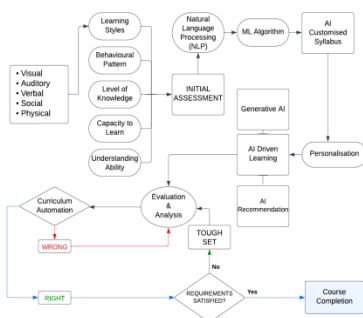 Learning
Styles
Behavioural
Pattern
Level of
Knowledge
Capacity to
Learn
Understanding
Ability
• Visual
• Auditory
• Verbal
• Social
• Physical
INITIAL
ASSESSMENT
Natural
Language
Processing
(NLP)
ML Algorithm
AI
Customised
Syllabus
Generative AI
AI Driven
Learning
Personalisation
AI
Recommendation
Evaluation
&
Analysis
Curriculum
Automation
WRONG
TOUGH
SET
No
RIGHT
REQUIREMENTS
SATISFIED?
Yes
Course
Completion